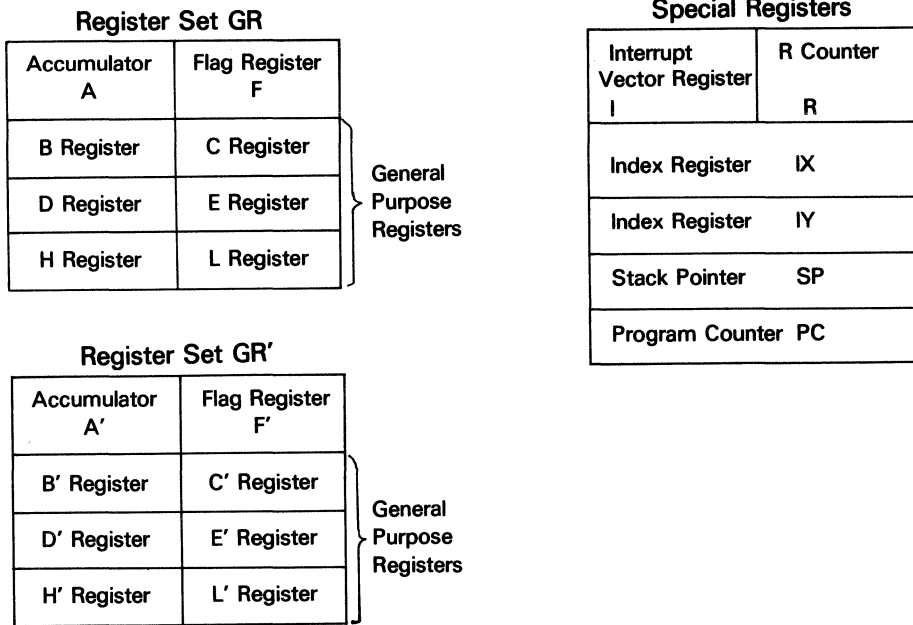 Register Set GR
Accumulator
A
Flag Register
F
B Register
C Register
D Register
E Register
H Register
L Register
General
Purpose
Registers
Special Registers
Interrupt
Vector Register
I
R Counter
R
Index Register IX
Index Register IY
Stack Pointer SP
Program Counter PC
Register Set GR′
Accumulator
A′
Flag Register
F′
B′ Register
C′ Register
D′ Register
E′ Register
H′ Register
L′ Register
General
Purpose
Registers